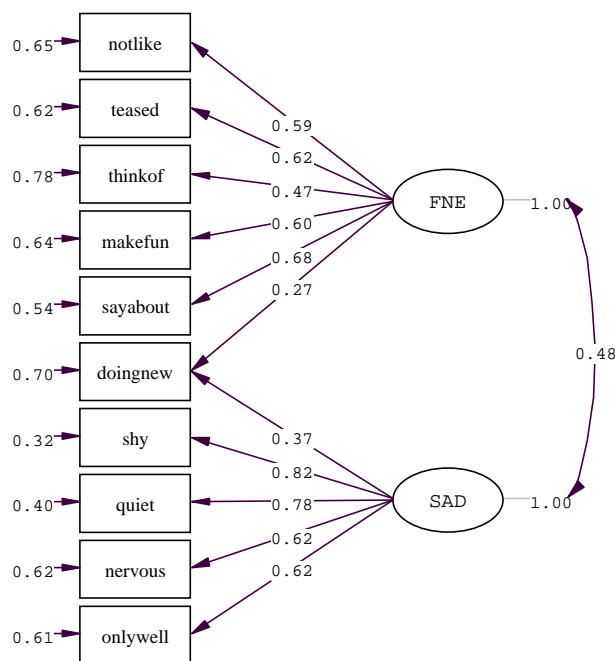 0.65 notlike
0.59
0.62 teased
0.62
0.78 thinkof
0.47
FNE 1.00
0.64 makefun
0.60
0.68
0.54 sayabout
0.27
0.48
0.70 doingnew
0.37
0.32 shy
0.82
0.40 quiet
0.78
SAD 1.00
0.62
0.62 nervous
0.62
0.61 onlywell